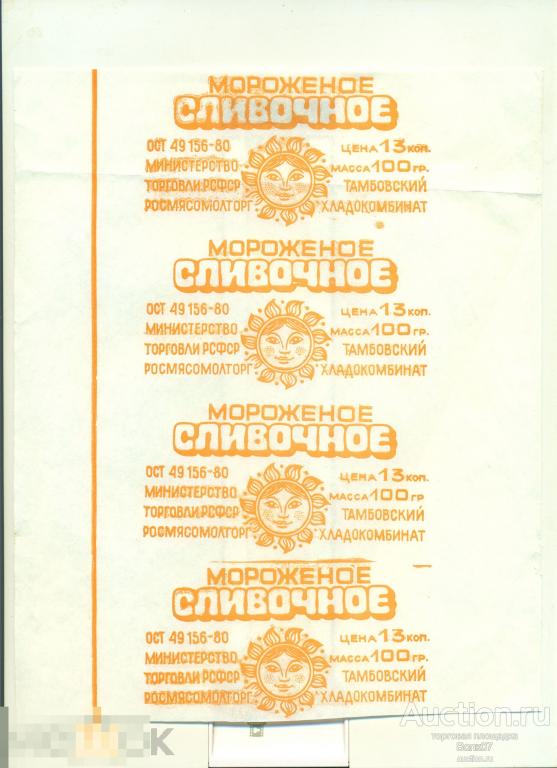 МОРОЖЕНОЕ
СЛИВОЧНОЕ
ОСТ 49 156-80
МИНИСТЕРСТВО
ТОРГОВЛИ РСФСР
РОСМЯСОМОЛТОРГ
ЦЕНА 13 КОП.
МАССА 100 ГР.
ТАМБОВСКИЙ
ХЛАДОКОМБИНАТ
МОРОЖЕНОЕ
СЛИВОЧНОЕ
ОСТ 49 156-80
МИНИСТЕРСТВО
ТОРГОВЛИ РСФСР
РОСМЯСОМОЛТОРГ
ЦЕНА 13 КОП.
МАССА 100 ГР.
ТАМБОВСКИЙ
ХЛАДОКОМБИНАТ
МОРОЖЕНОЕ
СЛИВОЧНОЕ
ОСТ 49 156-80
МИНИСТЕРСТВО
ТОРГОВЛИ РСФСР
РОСМЯСОМОЛТОРГ
ЦЕНА 13 КОП.
МАССА 100 ГР
ТАМБОВСКИЙ
ХЛАДОКОМБИНАТ
МОРОЖЕНОЕ
СЛИВОЧНОЕ
ОСТ 49 156-80
МИНИСТЕРСТВО
ТОРГОВЛИ РСФСР
РОСМЯСОМОЛТОРГ
ЦЕНА 13 КОП.
МАССА 100 ГР.
ТАМБОВСКИЙ
ХЛАДОКОМБИНАТ
Auction.ru
торговая площадка
Bonk07
auction.ru